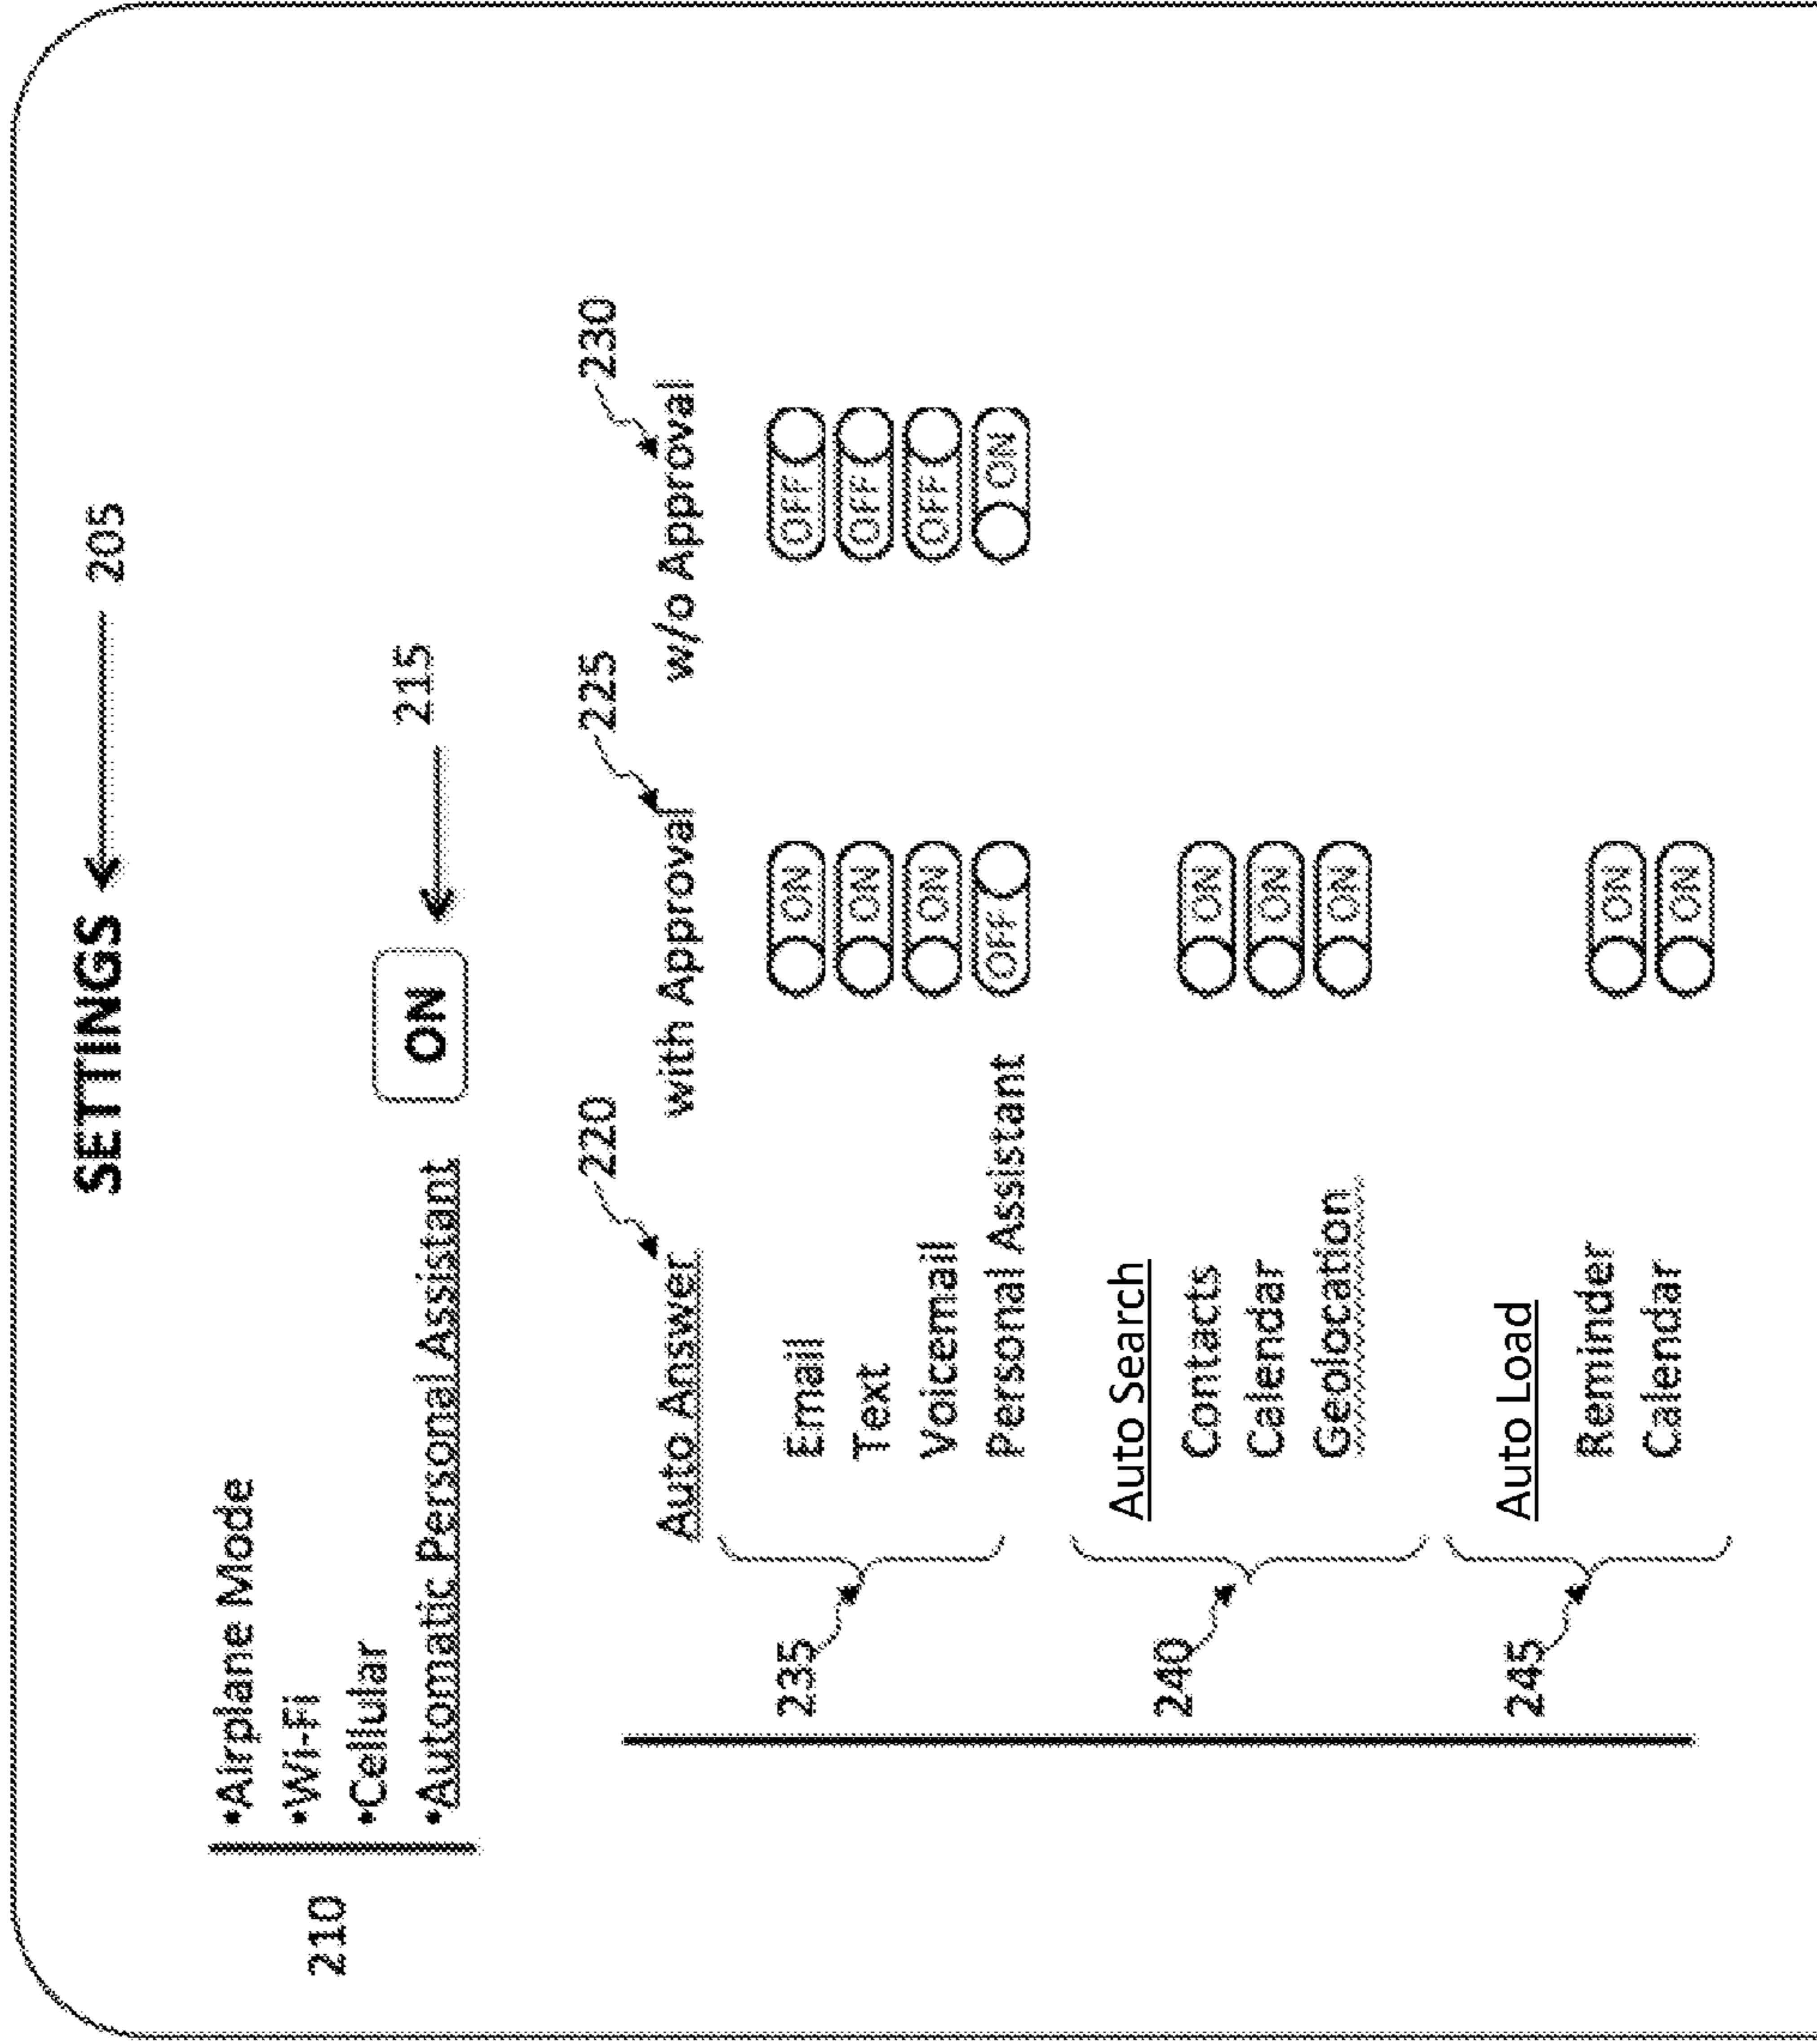 SETTINGS 205
•Airplane Mode
•Wi-Fi
210
•Cellular
•Automatic Personal Assistant ON 215
220 225 230
Auto Answer with Approval w/o Approval
235
Email ON OFF
Text ON OFF
Voicemail ON OFF
Personal Assistant OFF ON
Auto Search
240
Contacts ON
Calendar ON
Geolocation ON
Auto Load
245
Reminder ON
Calendar ON